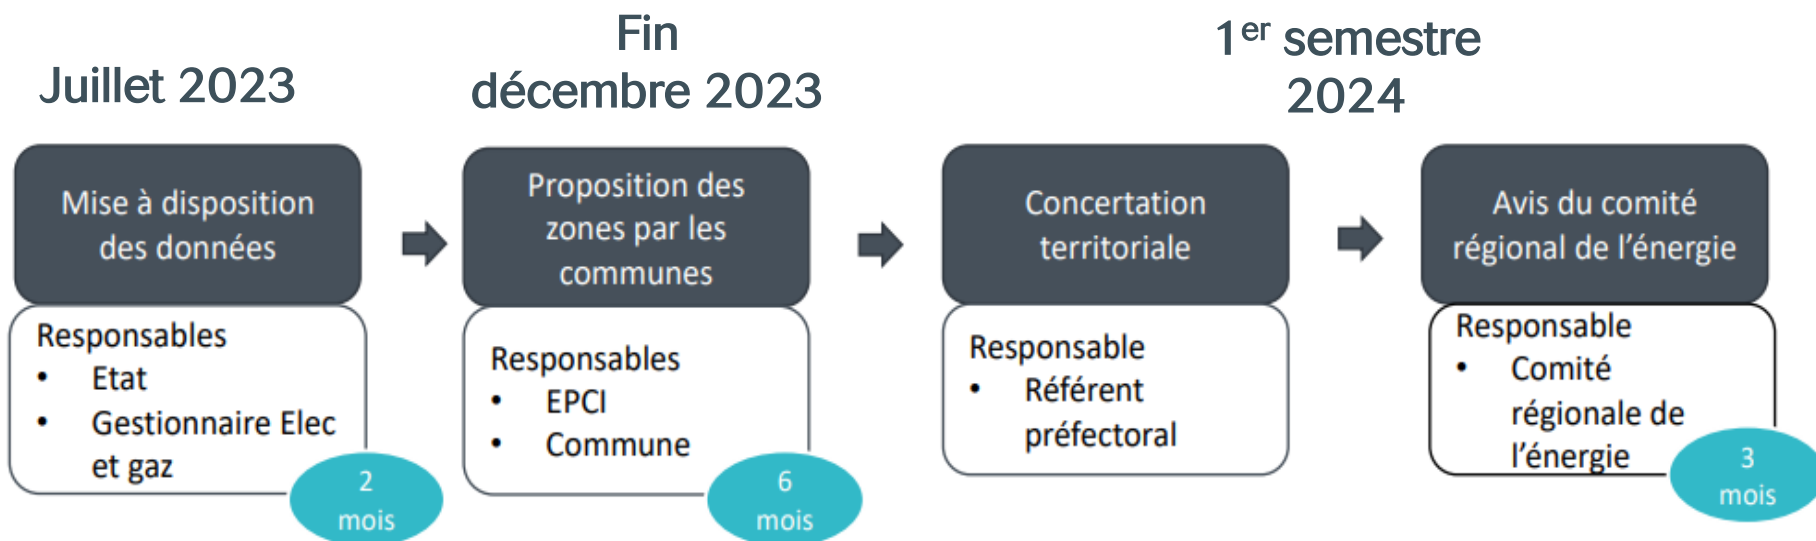 Juillet 2023
Fin
décembre 2023
1er semestre
2024
Mise à disposition
des données
Proposition des
zones par les
communes
Concertation
territoriale
Avis du comité
régional de l'énergie
Responsables
• Etat
• Gestionnaire Elec
et gaz
2
mois
Responsables
• EPCI
• Commune
6
mois
Responsable
• Référent
préfectoral
Responsable
• Comité
régionale de
l'énergie
3
mois